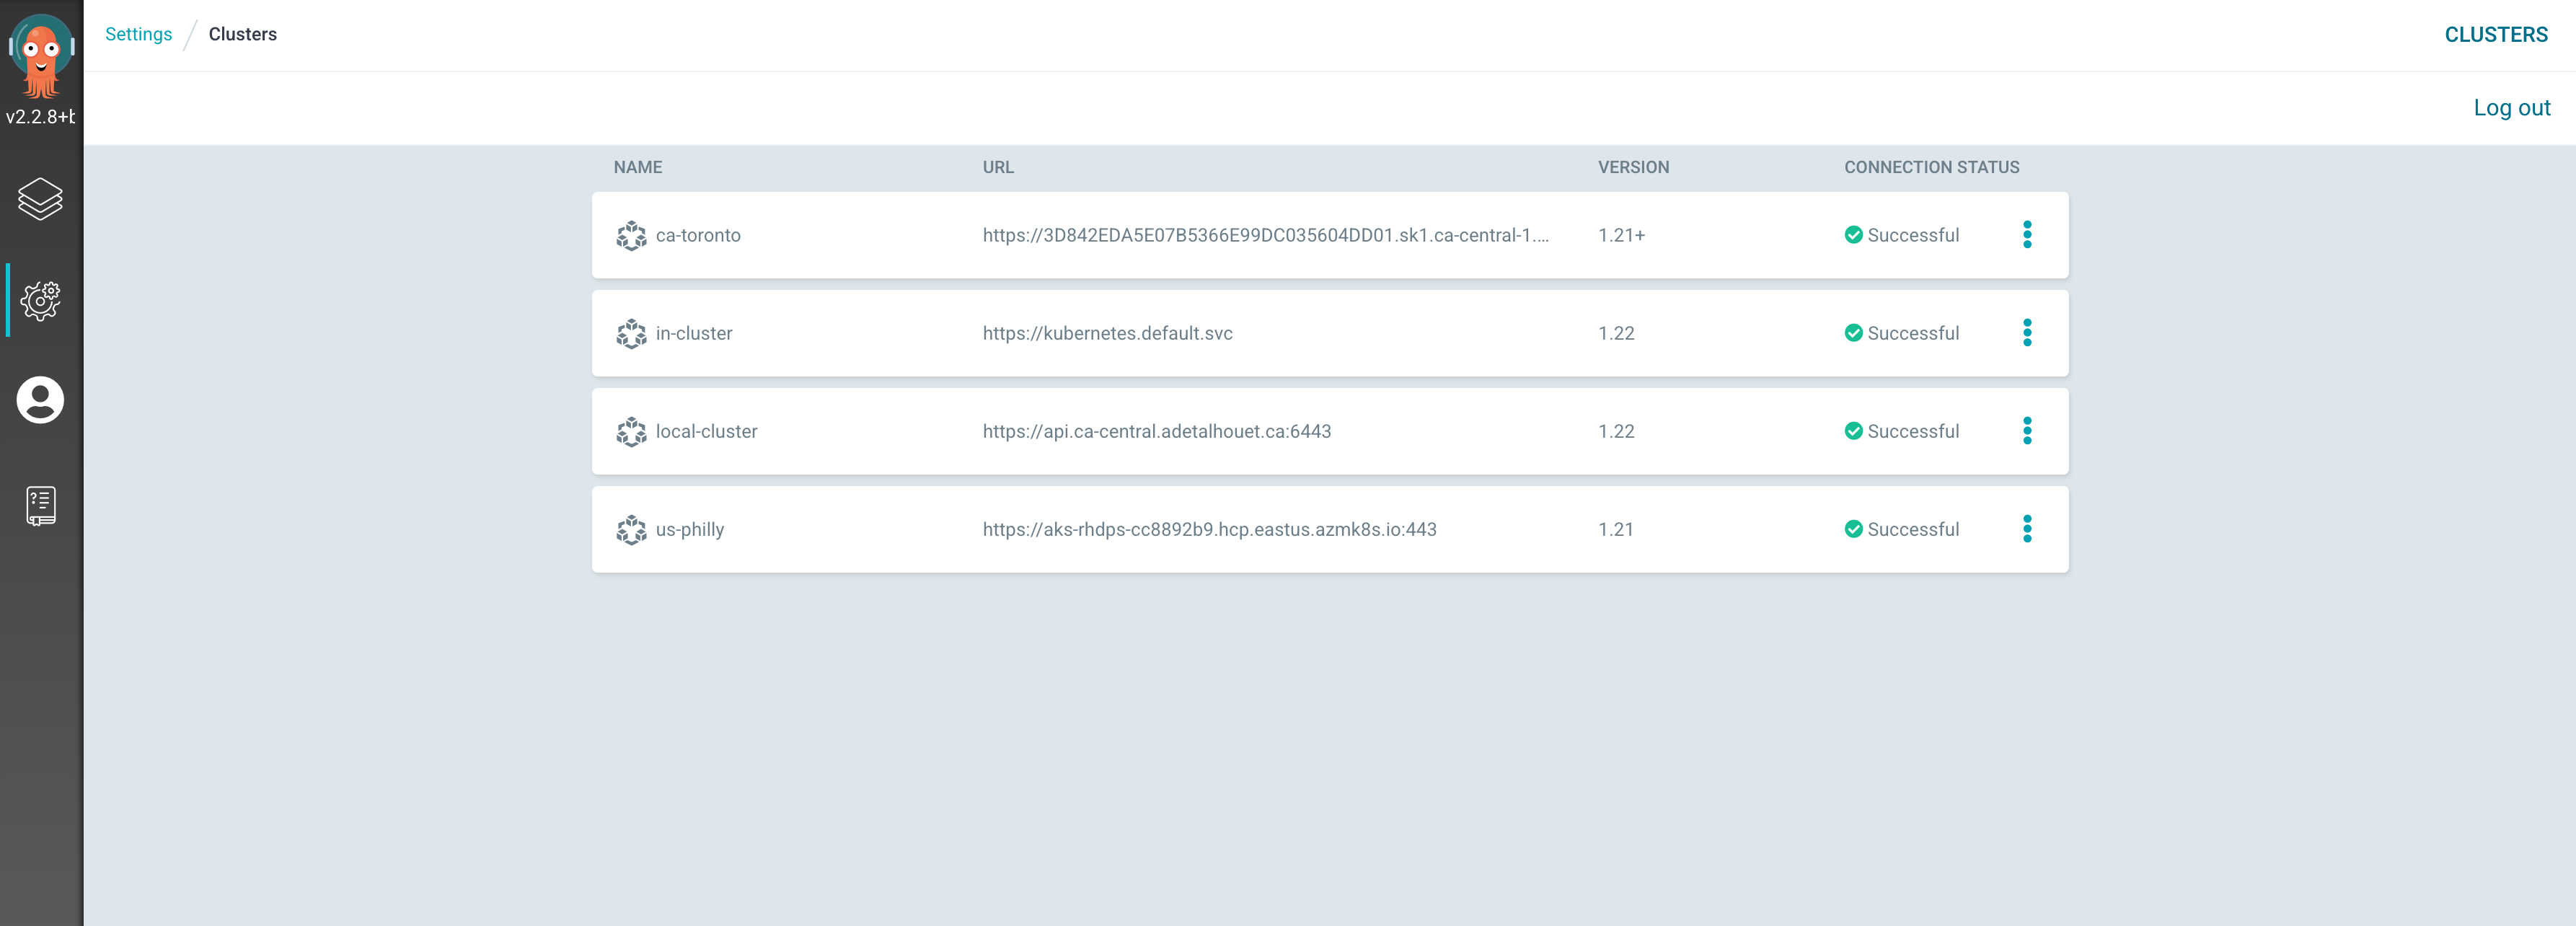 Settings / Clusters
CLUSTERS
v2.2.8+
Log out
NAME URL VERSION CONNECTION STATUS
ca-toronto https://3D842EDA5E07B5366E99DC035604DD01.sk1.ca-central-1.... 1.21+ Successful
in-cluster https://kubernetes.default.svc 1.22 Successful
local-cluster https://api.ca-central.adetalhouet.ca:6443 1.22 Successful
us-philly https://aks-rhdps-cc8892b9.hcp.eastus.azmk8s.io:443 1.21 Successful